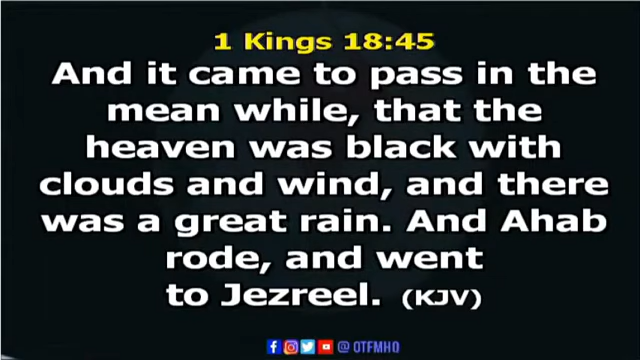 1 Kings 18:45
And it came to pass in the
mean while, that the
heaven was black with
clouds and wind, and there
was a great rain. And Ahab
rode, and went
to Jezreel. (KJV)
@ OTFMHQ